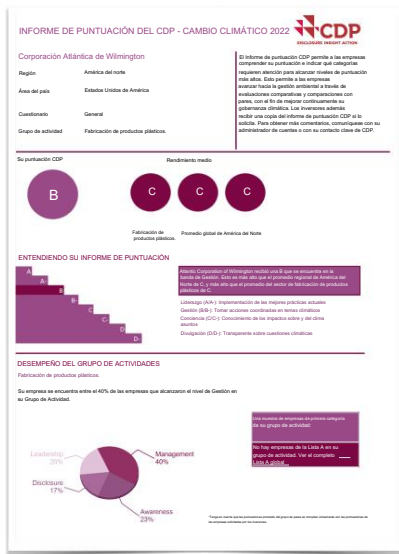 INFORME DE PUNTUACIÓN DEL CDP - CAMBIO CLIMÁTICO 2022
CDP
DISCLOSURE INSIGHT ACTION
Corporación Atlántica de Wilmington
Región
América del norte
Área del país
Estados Unidos de América
Cuestionario
General
Grupo de actividad
Fabricación de productos plásticos.
El Informe de puntuación CDP permite a las empresas
comprender su puntuación e indicar qué categorías
requieren atención para alcanzar niveles de puntuación
más altos. Esto permite a las empresas
avanzar hacia la gestión ambiental a través de
evaluaciones comparativas y comparaciones con
pares, con el fin de mejorar continuamente su
gobernanza climática. Los inversores además
recibir una copia del informe de puntuación CDP si lo
solicita. Para obtener más comentarios, comuníquese con su
administrador de cuentas o con su contacto clave de CDP.
Su puntuación CDP
Rendimiento medio
B
C
C
C
Fabricación de
productos plásticos.
Promedio global de América del Norte
ENTENDIENDO SU INFORME DE PUNTUACIÓN
A
A-
B
B-
C
C-
D
D-
Atlantic Corporation of Wilmington recibió una B que se encuentra en la
banda de Gestión. Esto es más alto que el promedio regional de América del
Norte de C, y más alto que el promedio del sector de fabricación de productos
plásticos de C.
Liderazgo (A/A-): Implementación de las mejores prácticas actuales
Gestión (B/B-): Tomar acciones coordinadas en temas climáticos
Conciencia (C/C-): Conocimiento de los impactos sobre y del clima
asuntos
Divulgación (D/D-): Transparente sobre cuestiones climáticas
DESEMPEÑO DEL GRUPO DE ACTIVIDADES
Fabricación de productos plásticos.
Su empresa se encuentra entre el 40% de las empresas que alcanzaron el nivel de Gestión en
su Grupo de Actividad.
Una muestra de empresas de primera categoría
de su grupo de actividad:
No hay empresas de la Lista A en su
grupo de actividad. Ver el completo
Lista A global
Leadership
20%
Management
40%
Disclosure
17%
Awareness
23%